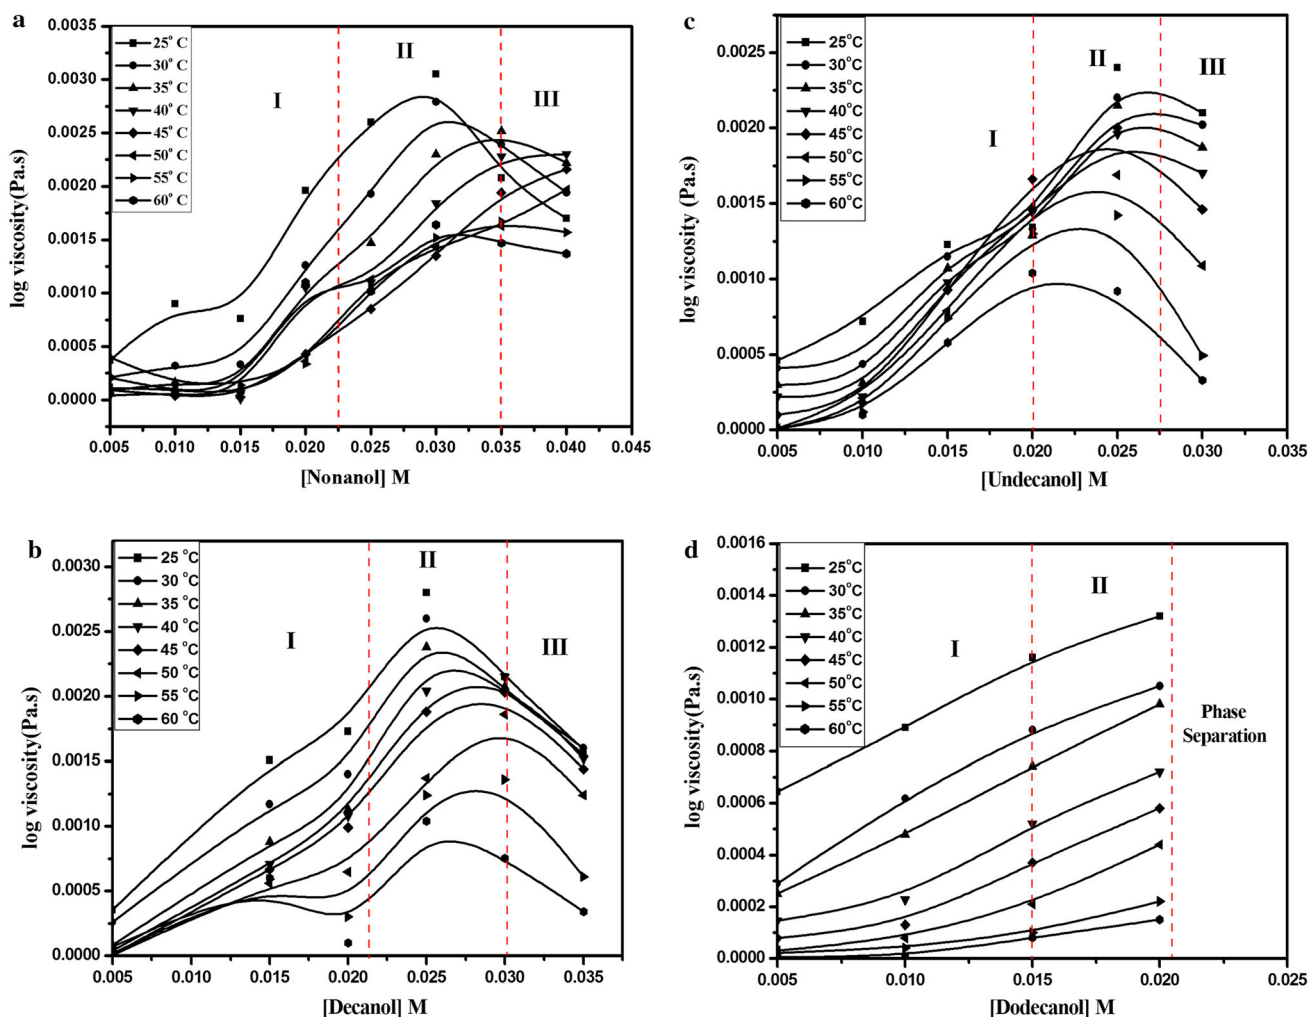 a
0.0035
0.0030
0.0025
0.0020
0.0015
0.0010
0.0005
0.0000
log viscosity(Pa.s)
25° C
30° C
35° C
40° C
45° C
50° C
55° C
60° C
I
II
III
0.005 0.010 0.015 0.020 0.025 0.030 0.035 0.040 0.045
[Nonanol] M
c
0.0025
0.0020
0.0015
0.0010
0.0005
0.0000
log viscosity (Pa.s)
25°C
30°C
35°C
40°C
45°C
50°C
55°C
60°C
I
II
III
0.005 0.010 0.015 0.020 0.025 0.030 0.035
[Undecanol] M
b
0.0030
0.0025
0.0020
0.0015
0.0010
0.0005
0.0000
log viscosity(Pa.s)
25 °C
30 °C
35 °C
40 °C
45 °C
50 °C
55 °C
60 °C
I
II
III
0.005 0.010 0.015 0.020 0.025 0.030 0.035
[Decanol] M
d
0.0016
0.0014
0.0012
0.0010
0.0008
0.0006
0.0004
0.0002
0.0000
log viscosity(Pa.s)
25°C
30°C
35°C
40°C
45°C
50°C
55°C
60°C
I
II
Phase
Separation
0.005 0.010 0.015 0.020 0.025
[Dodecanol] M